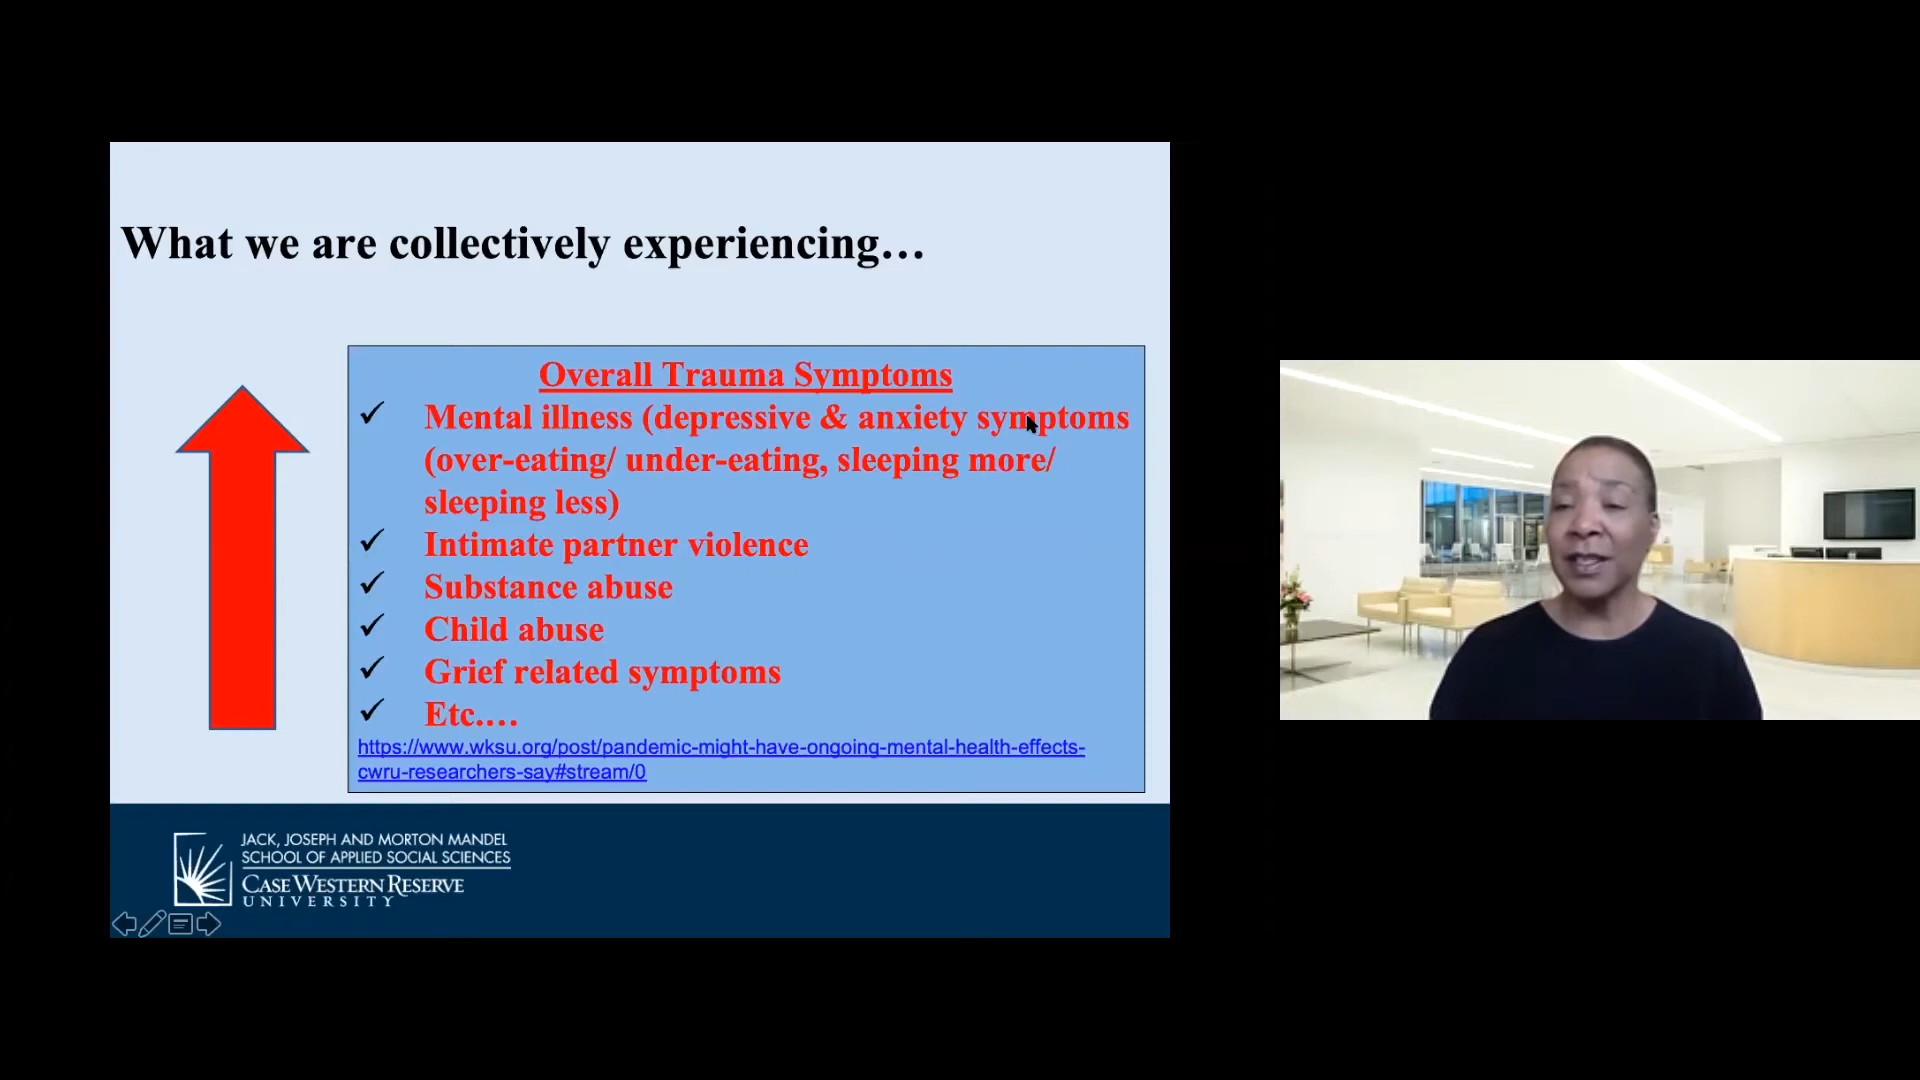 What we are collectively experiencing…
Overall Trauma Symptoms
✓ Mental illness (depressive & anxiety symptoms
(over-eating/ under-eating, sleeping more/
sleeping less)
✓ Intimate partner violence
✓ Substance abuse
✓ Child abuse
✓ Grief related symptoms
✓ Etc.…
https://www.wksu.org/post/pandemic-might-have-ongoing-mental-health-effects-
cwru-researchers-say#stream/0
JACK, JOSEPH AND MORTON MANDEL
SCHOOL OF APPLIED SOCIAL SCIENCES
CASE WESTERN RESERVE
UNIVERSITY